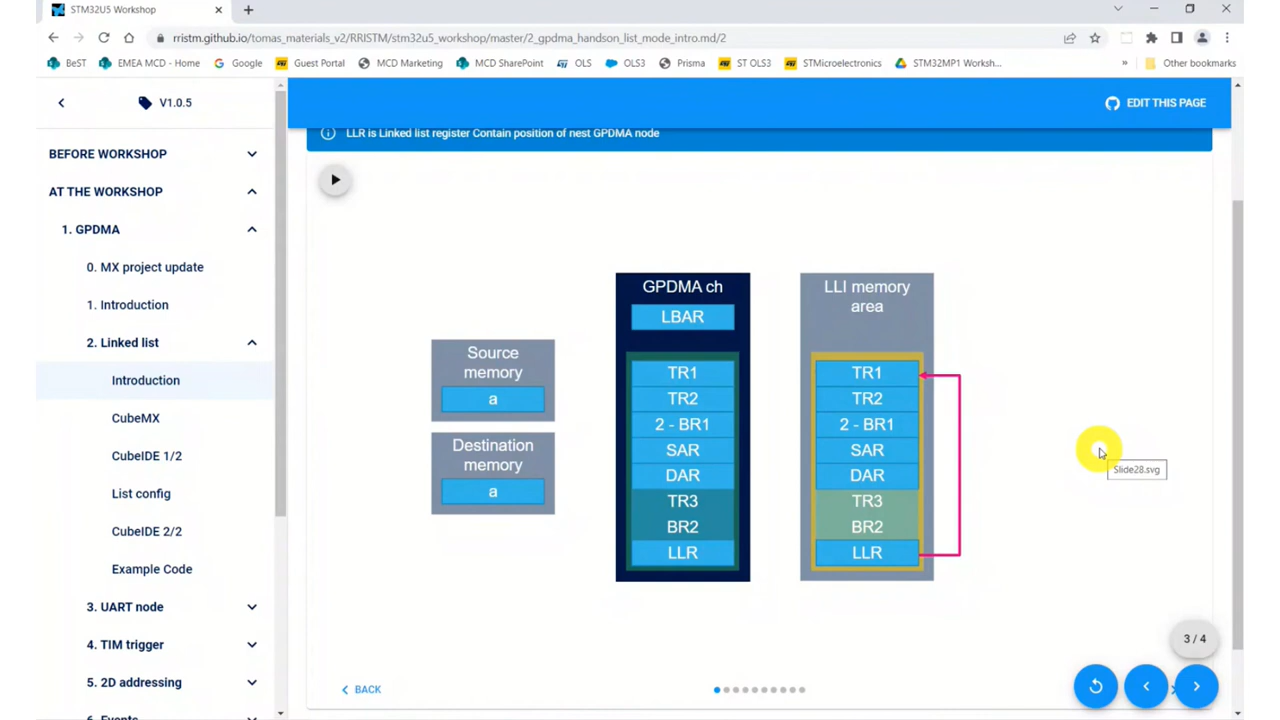 STM32U5 Workshop
rristm.github.io/tomas_materials_v2/RRISTM/stm32u5_workshop/master/2_gpdma_handson_list_mode_intro.md/2
BeST
EMEA MCD - Home
Google
Guest Portal
MCD Marketing
MCD SharePoint
OLS
OLS3
Prisma
ST OLS3
STMicroelectronics
STM32MP1 Worksh...
»
Other bookmarks
V1.0.5
EDIT THIS PAGE
BEFORE WORKSHOP
AT THE WORKSHOP
1. GPDMA
0. MX project update
1. Introduction
2. Linked list
Introduction
CubeMX
CubeIDE 1/2
List config
CubeIDE 2/2
Example Code
3. UART node
4. TIM trigger
5. 2D addressing
6. Events
LLR is Linked list register Contain position of nest GPDMA node
Source
memory
a
Destination
memory
a
GPDMA ch
LBAR
TR1
TR2
2 - BR1
SAR
DAR
TR3
BR2
LLR
LLI memory
area
TR1
TR2
2 - BR1
SAR
DAR
TR3
BR2
LLR
Slide28.svg
3 / 4
BACK